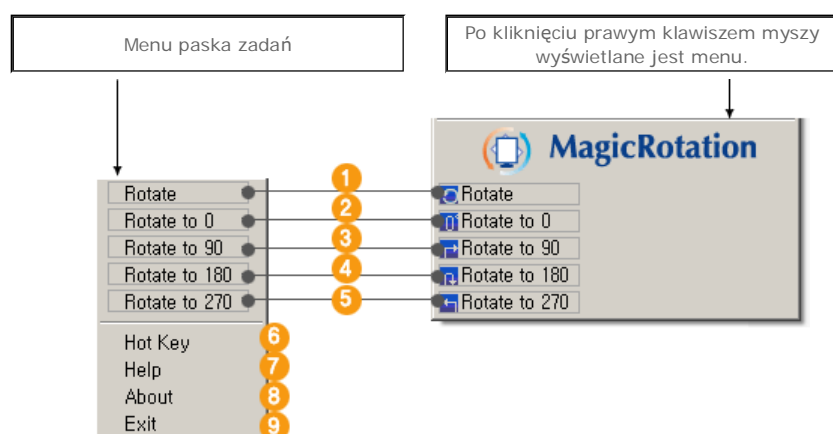 Menu paska zadań
Po kliknięciu prawym klawiszem myszy
wyświetlane jest menu.
MagicRotation
Rotate
Rotate to 0
Rotate to 90
Rotate to 180
Rotate to 270
Hot Key
Help
About
Exit
1
2
3
4
5
6
7
8
9
Rotate
Rotate to 0
Rotate to 90
Rotate to 180
Rotate to 270